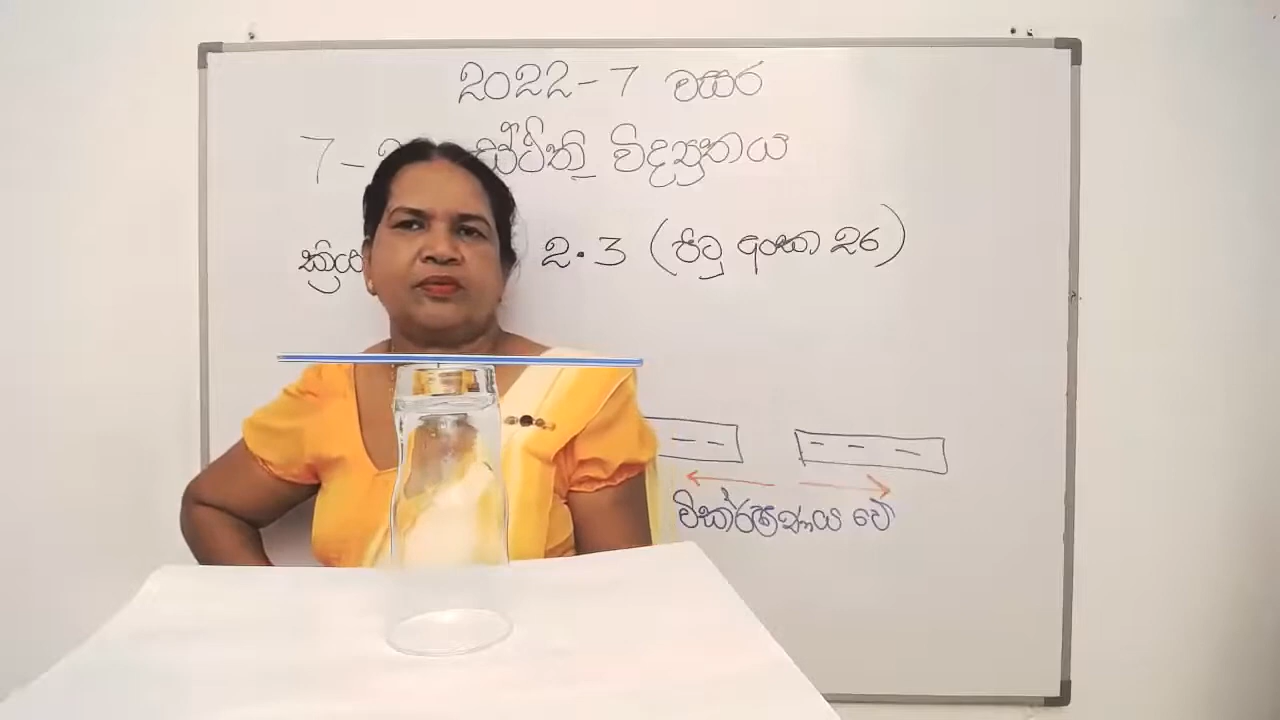 2022-7 වසර
7- ස්ථිති විද්‍යුතය
ක්‍රියා 2.3 (පිටු අංක 26)
- - - -
විකර්ෂණය වේ